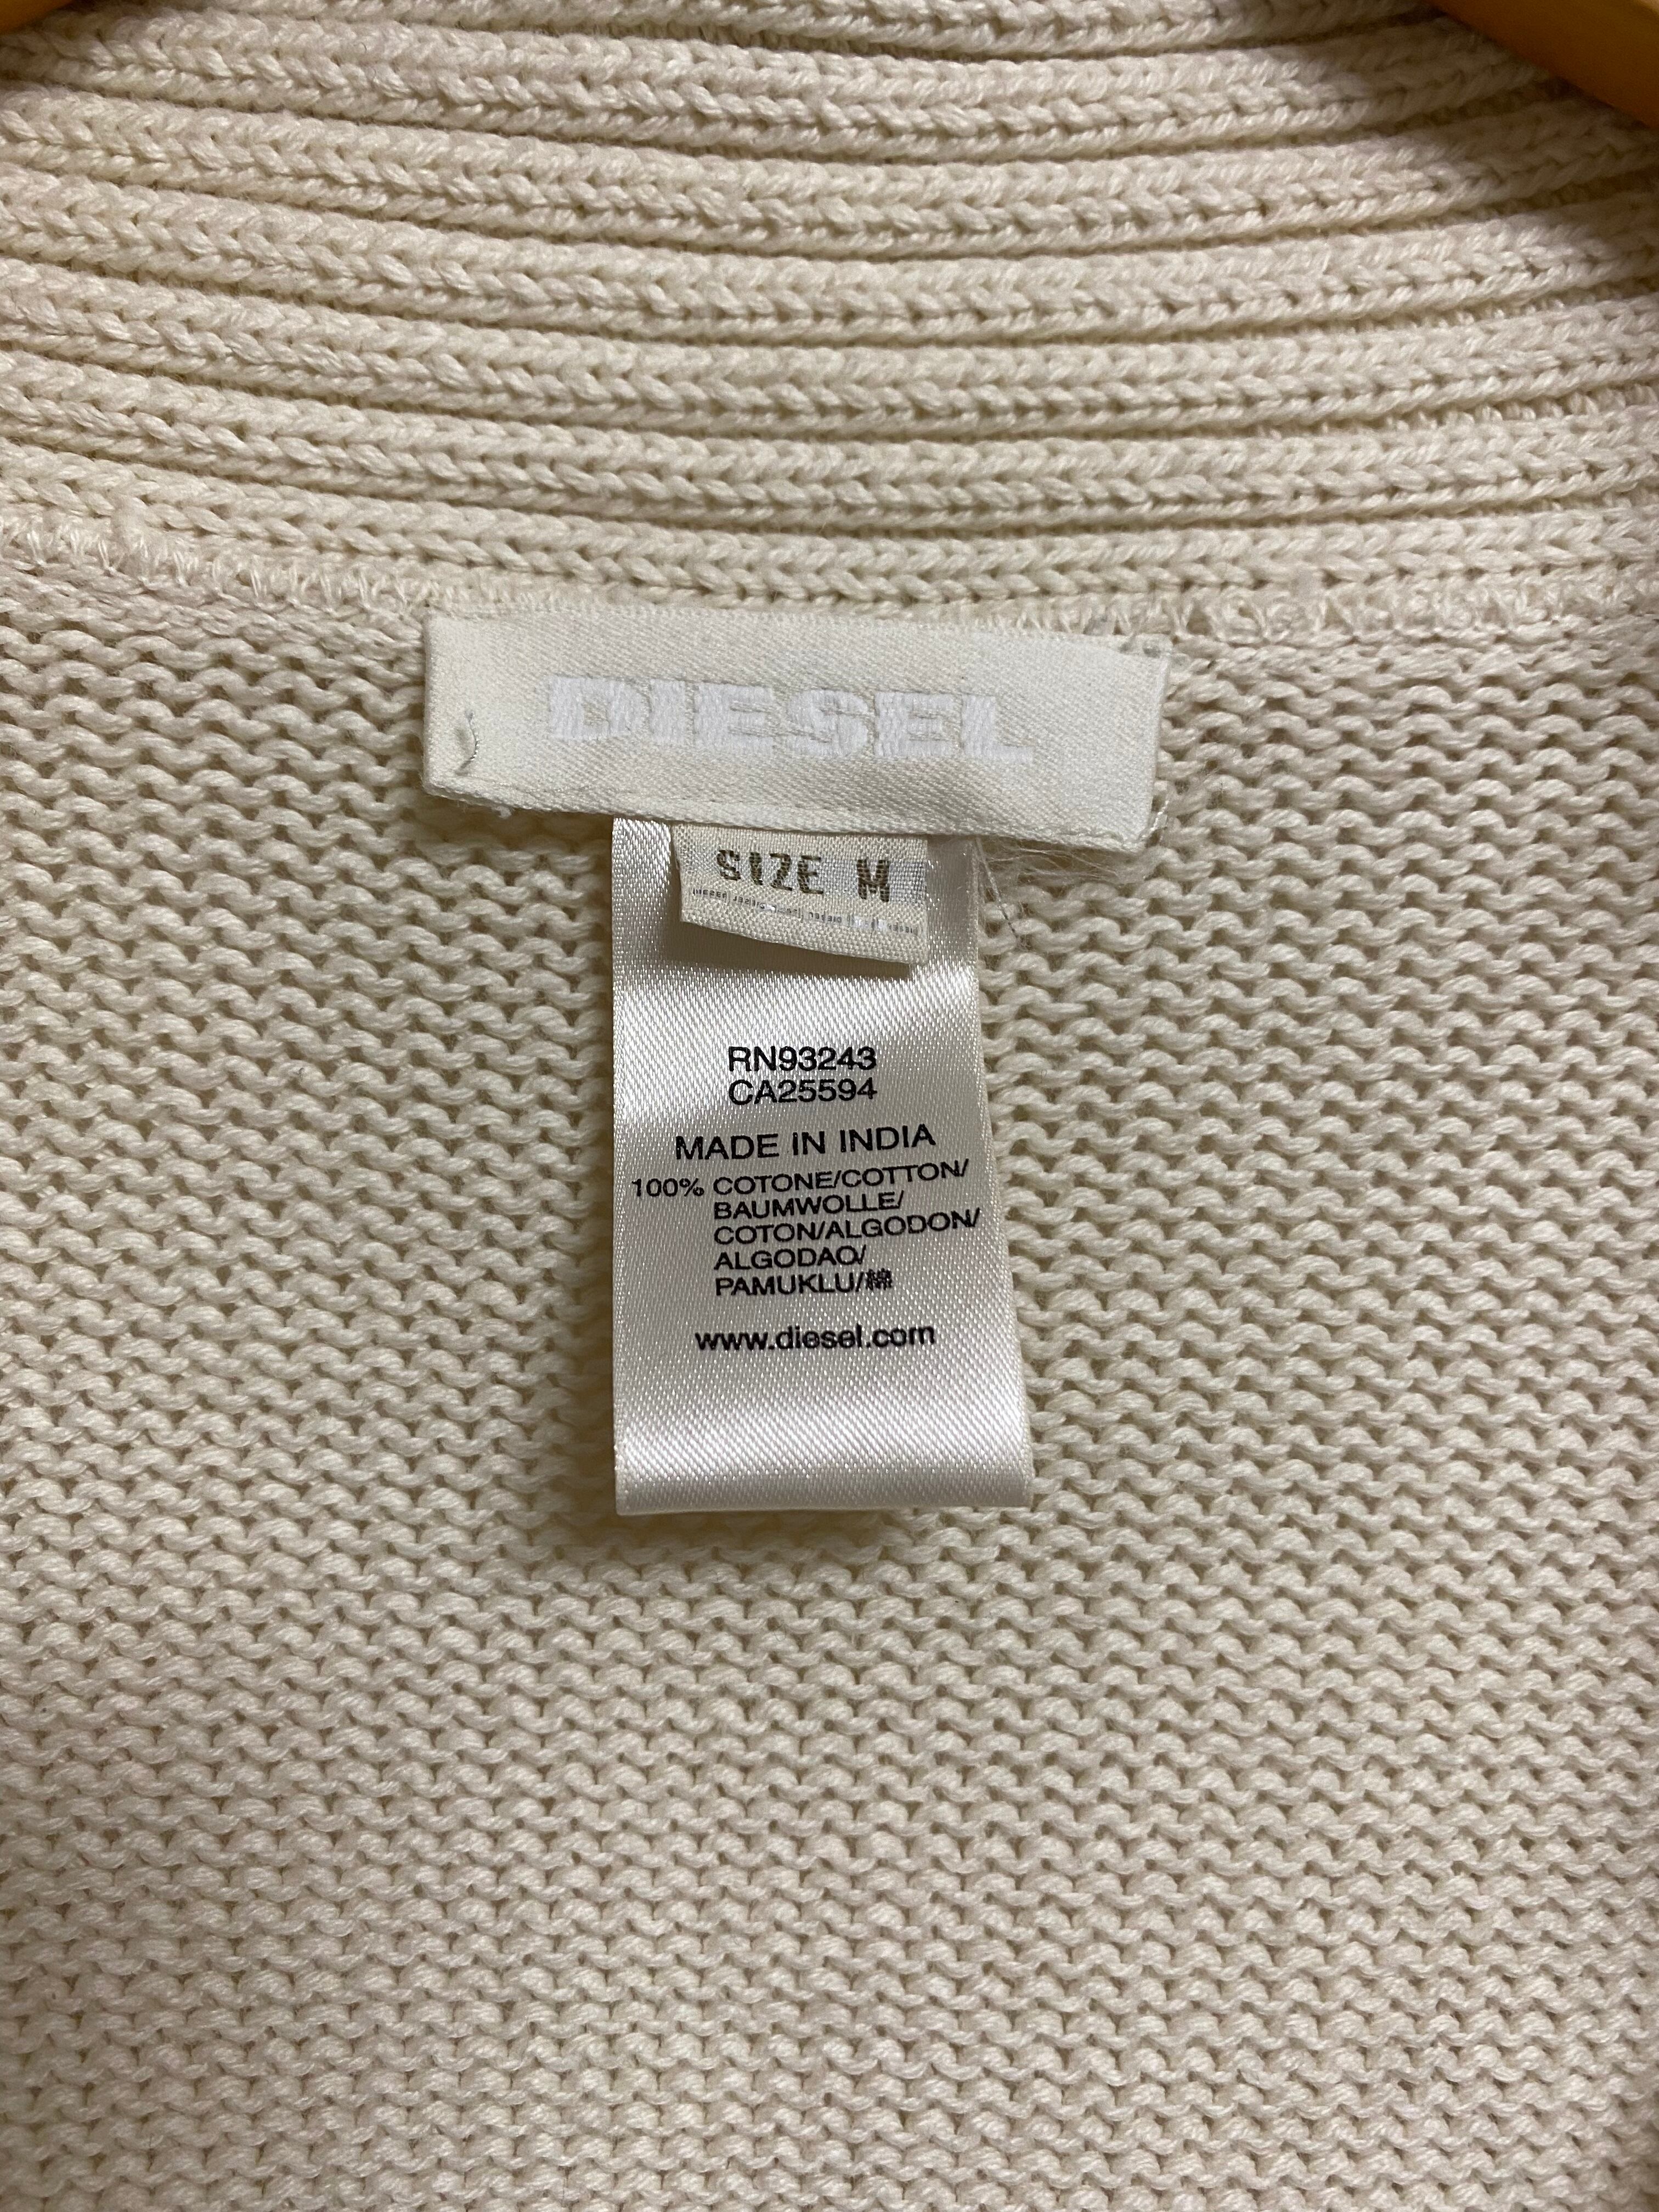 DIESEL
SIZE M
RN93243
CA25594
MADE IN INDIA
100% COTONE/COTTON/
BAUMWOLLE/
COTON/ALGODON/
ALGODAO/
PAMUKLU/綿
www.diesel.com